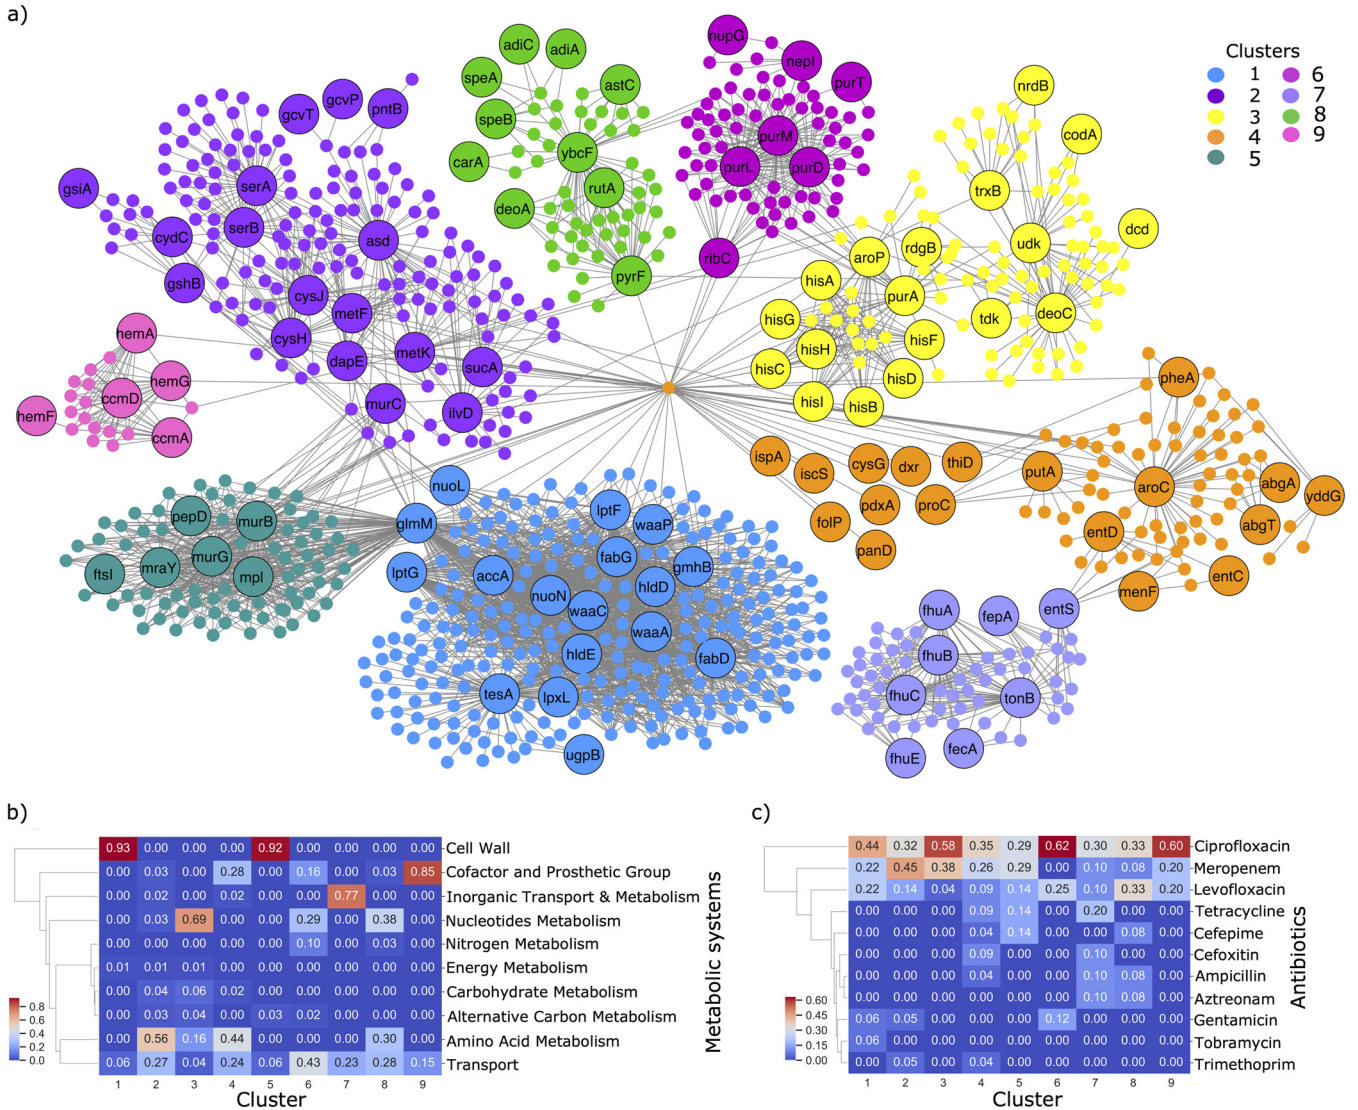 a)
Clusters
1 6
2 7
3 8
4 9
5
nupG
nepI
purT
purM
purL
purD
ribC
adiC
adiA
speA
astC
speB
ybcF
carA
rutA
deoA
pyrF
gcvT
gcvP
pntB
gsiA
serA
serB
cydC
asd
gshB
cysJ
metF
cysH
dapE
metK
sucA
murC
ilvD
nrdB
codA
trxB
dcd
udk
rdgB
aroP
hisA
purA
deoC
tdk
hisG
hisF
hisH
hisC
hisD
hisI
hisB
hemA
hemG
ccmD
hemF
ccmA
pheA
ispA
iscS
cysG
dxr
thiD
putA
aroC
abgA
yddG
pdxA
proC
folP
abgT
entD
panD
entC
menF
nuoL
glmM
lptF
waaP
pepD
murB
murG
mraY
ftsI
mpl
lptG
accA
fabG
gmhB
nuoN
hldD
waaC
waaA
hldE
fabD
tesA
lpxL
ugpB
fhuA
fepA
entS
fhuB
fhuC
tonB
fhuE
fecA
b)
0.93 0.00 0.00 0.00 0.92 0.00 0.00 0.00 0.00 Cell Wall
0.00 0.03 0.00 0.28 0.00 0.16 0.00 0.03 0.85 Cofactor and Prosthetic Group
0.00 0.02 0.00 0.02 0.00 0.00 0.77 0.00 0.00 Inorganic Transport & Metabolism
0.00 0.03 0.69 0.00 0.00 0.29 0.00 0.38 0.00 Nucleotides Metabolism
0.00 0.00 0.00 0.00 0.00 0.10 0.00 0.03 0.00 Nitrogen Metabolism
0.01 0.01 0.01 0.00 0.00 0.00 0.00 0.00 0.00 Energy Metabolism
0.00 0.04 0.06 0.02 0.00 0.00 0.00 0.00 0.00 Carbohydrate Metabolism
0.00 0.03 0.04 0.00 0.03 0.02 0.00 0.00 0.00 Alternative Carbon Metabolism
0.00 0.56 0.16 0.44 0.00 0.00 0.00 0.30 0.00 Amino Acid Metabolism
0.06 0.27 0.04 0.24 0.06 0.43 0.23 0.28 0.15 Transport
1 2 3 4 5 6 7 8 9
Cluster
Metabolic systems
0.8
0.6
0.4
0.2
0.0
c)
0.44 0.32 0.58 0.35 0.29 0.62 0.30 0.33 0.60 Ciprofloxacin
0.22 0.45 0.38 0.26 0.29 0.00 0.10 0.08 0.20 Meropenem
0.22 0.14 0.04 0.09 0.14 0.25 0.10 0.33 0.20 Levofloxacin
0.00 0.00 0.00 0.09 0.14 0.00 0.20 0.00 0.00 Tetracycline
0.00 0.00 0.00 0.04 0.14 0.00 0.00 0.08 0.00 Cefepime
0.00 0.00 0.00 0.09 0.00 0.00 0.10 0.00 0.00 Cefoxitin
0.00 0.00 0.00 0.04 0.00 0.00 0.10 0.08 0.00 Ampicillin
0.00 0.00 0.00 0.00 0.00 0.00 0.10 0.08 0.00 Aztreonam
0.06 0.05 0.00 0.00 0.00 0.12 0.00 0.00 0.00 Gentamicin
0.06 0.00 0.00 0.00 0.00 0.00 0.00 0.00 0.00 Tobramycin
0.00 0.05 0.00 0.04 0.00 0.00 0.00 0.00 0.00 Trimethoprim
1 2 3 4 5 6 7 8 9
Cluster
Antibiotics
0.60
0.45
0.30
0.15
0.00